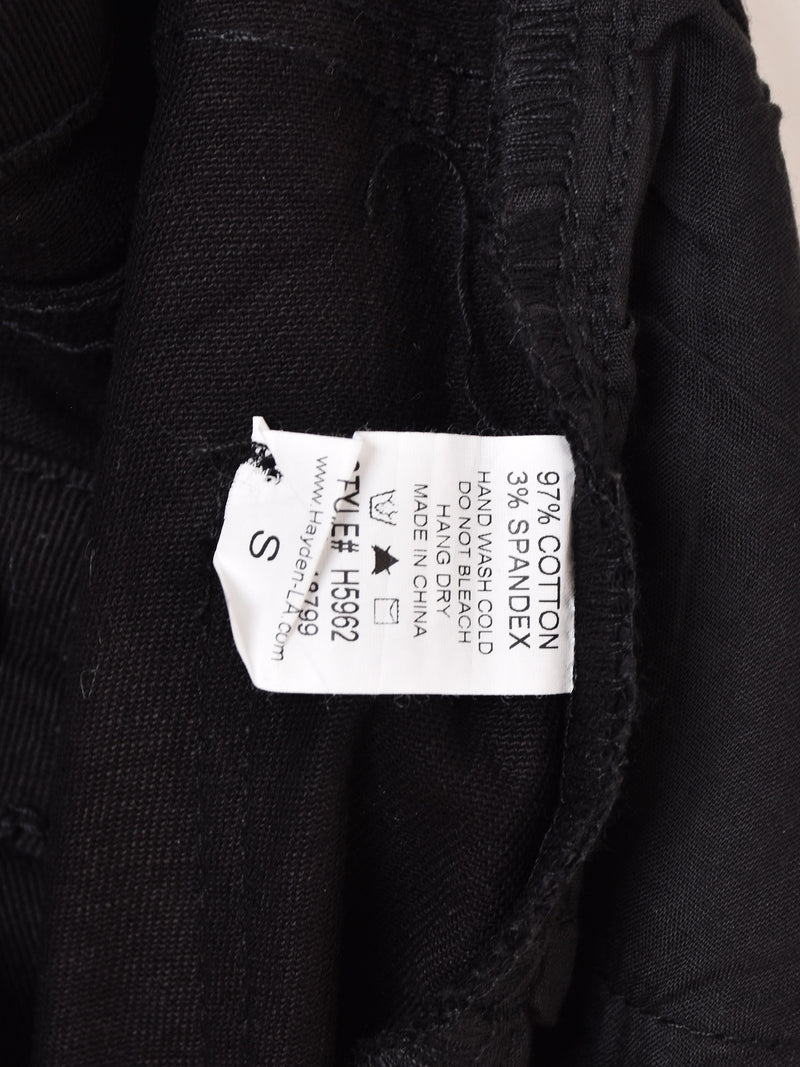 97% COTTON
3% SPANDEX
HAND WASH COLD
DO NOT BLEACH
HANG DRY
MADE IN CHINA
STYLE# H5962
www.Hayden-LA.com
S